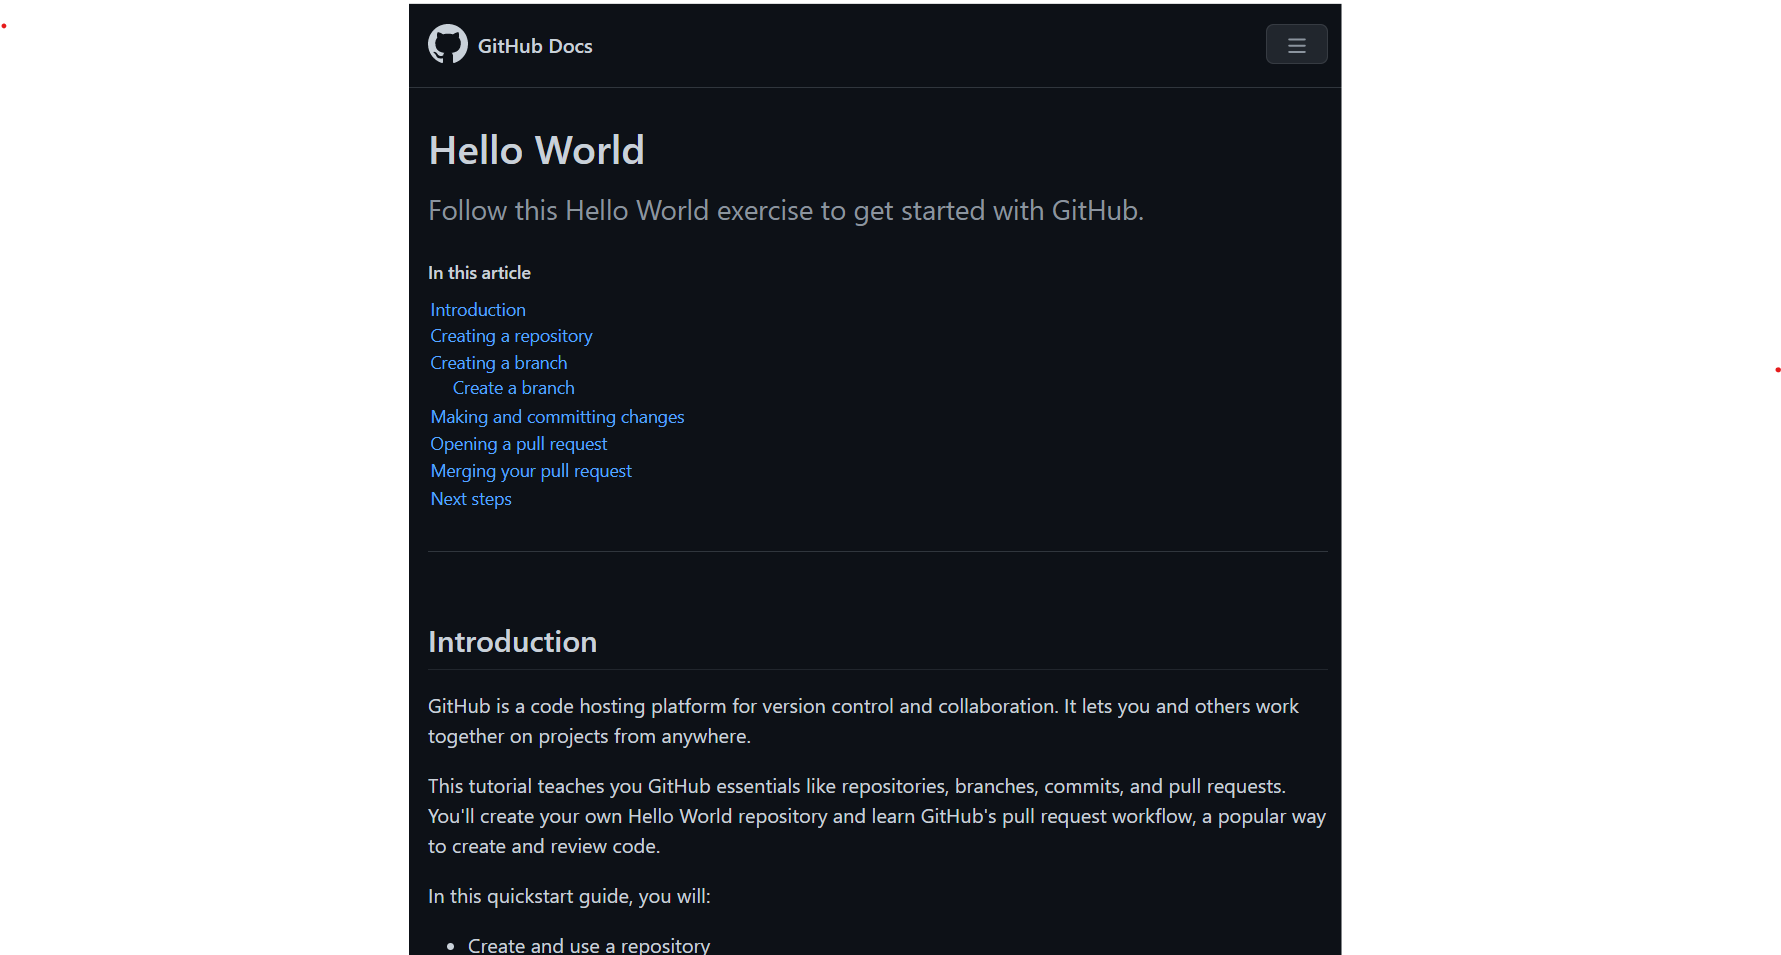 GitHub Docs
Hello World
Follow this Hello World exercise to get started with GitHub.
In this article
Introduction
Creating a repository
Creating a branch
Create a branch
Making and committing changes
Opening a pull request
Merging your pull request
Next steps
Introduction
GitHub is a code hosting platform for version control and collaboration. It lets you and others work
together on projects from anywhere.
This tutorial teaches you GitHub essentials like repositories, branches, commits, and pull requests.
You'll create your own Hello World repository and learn GitHub's pull request workflow, a popular way
to create and review code.
In this quickstart guide, you will:
• Create and use a repository